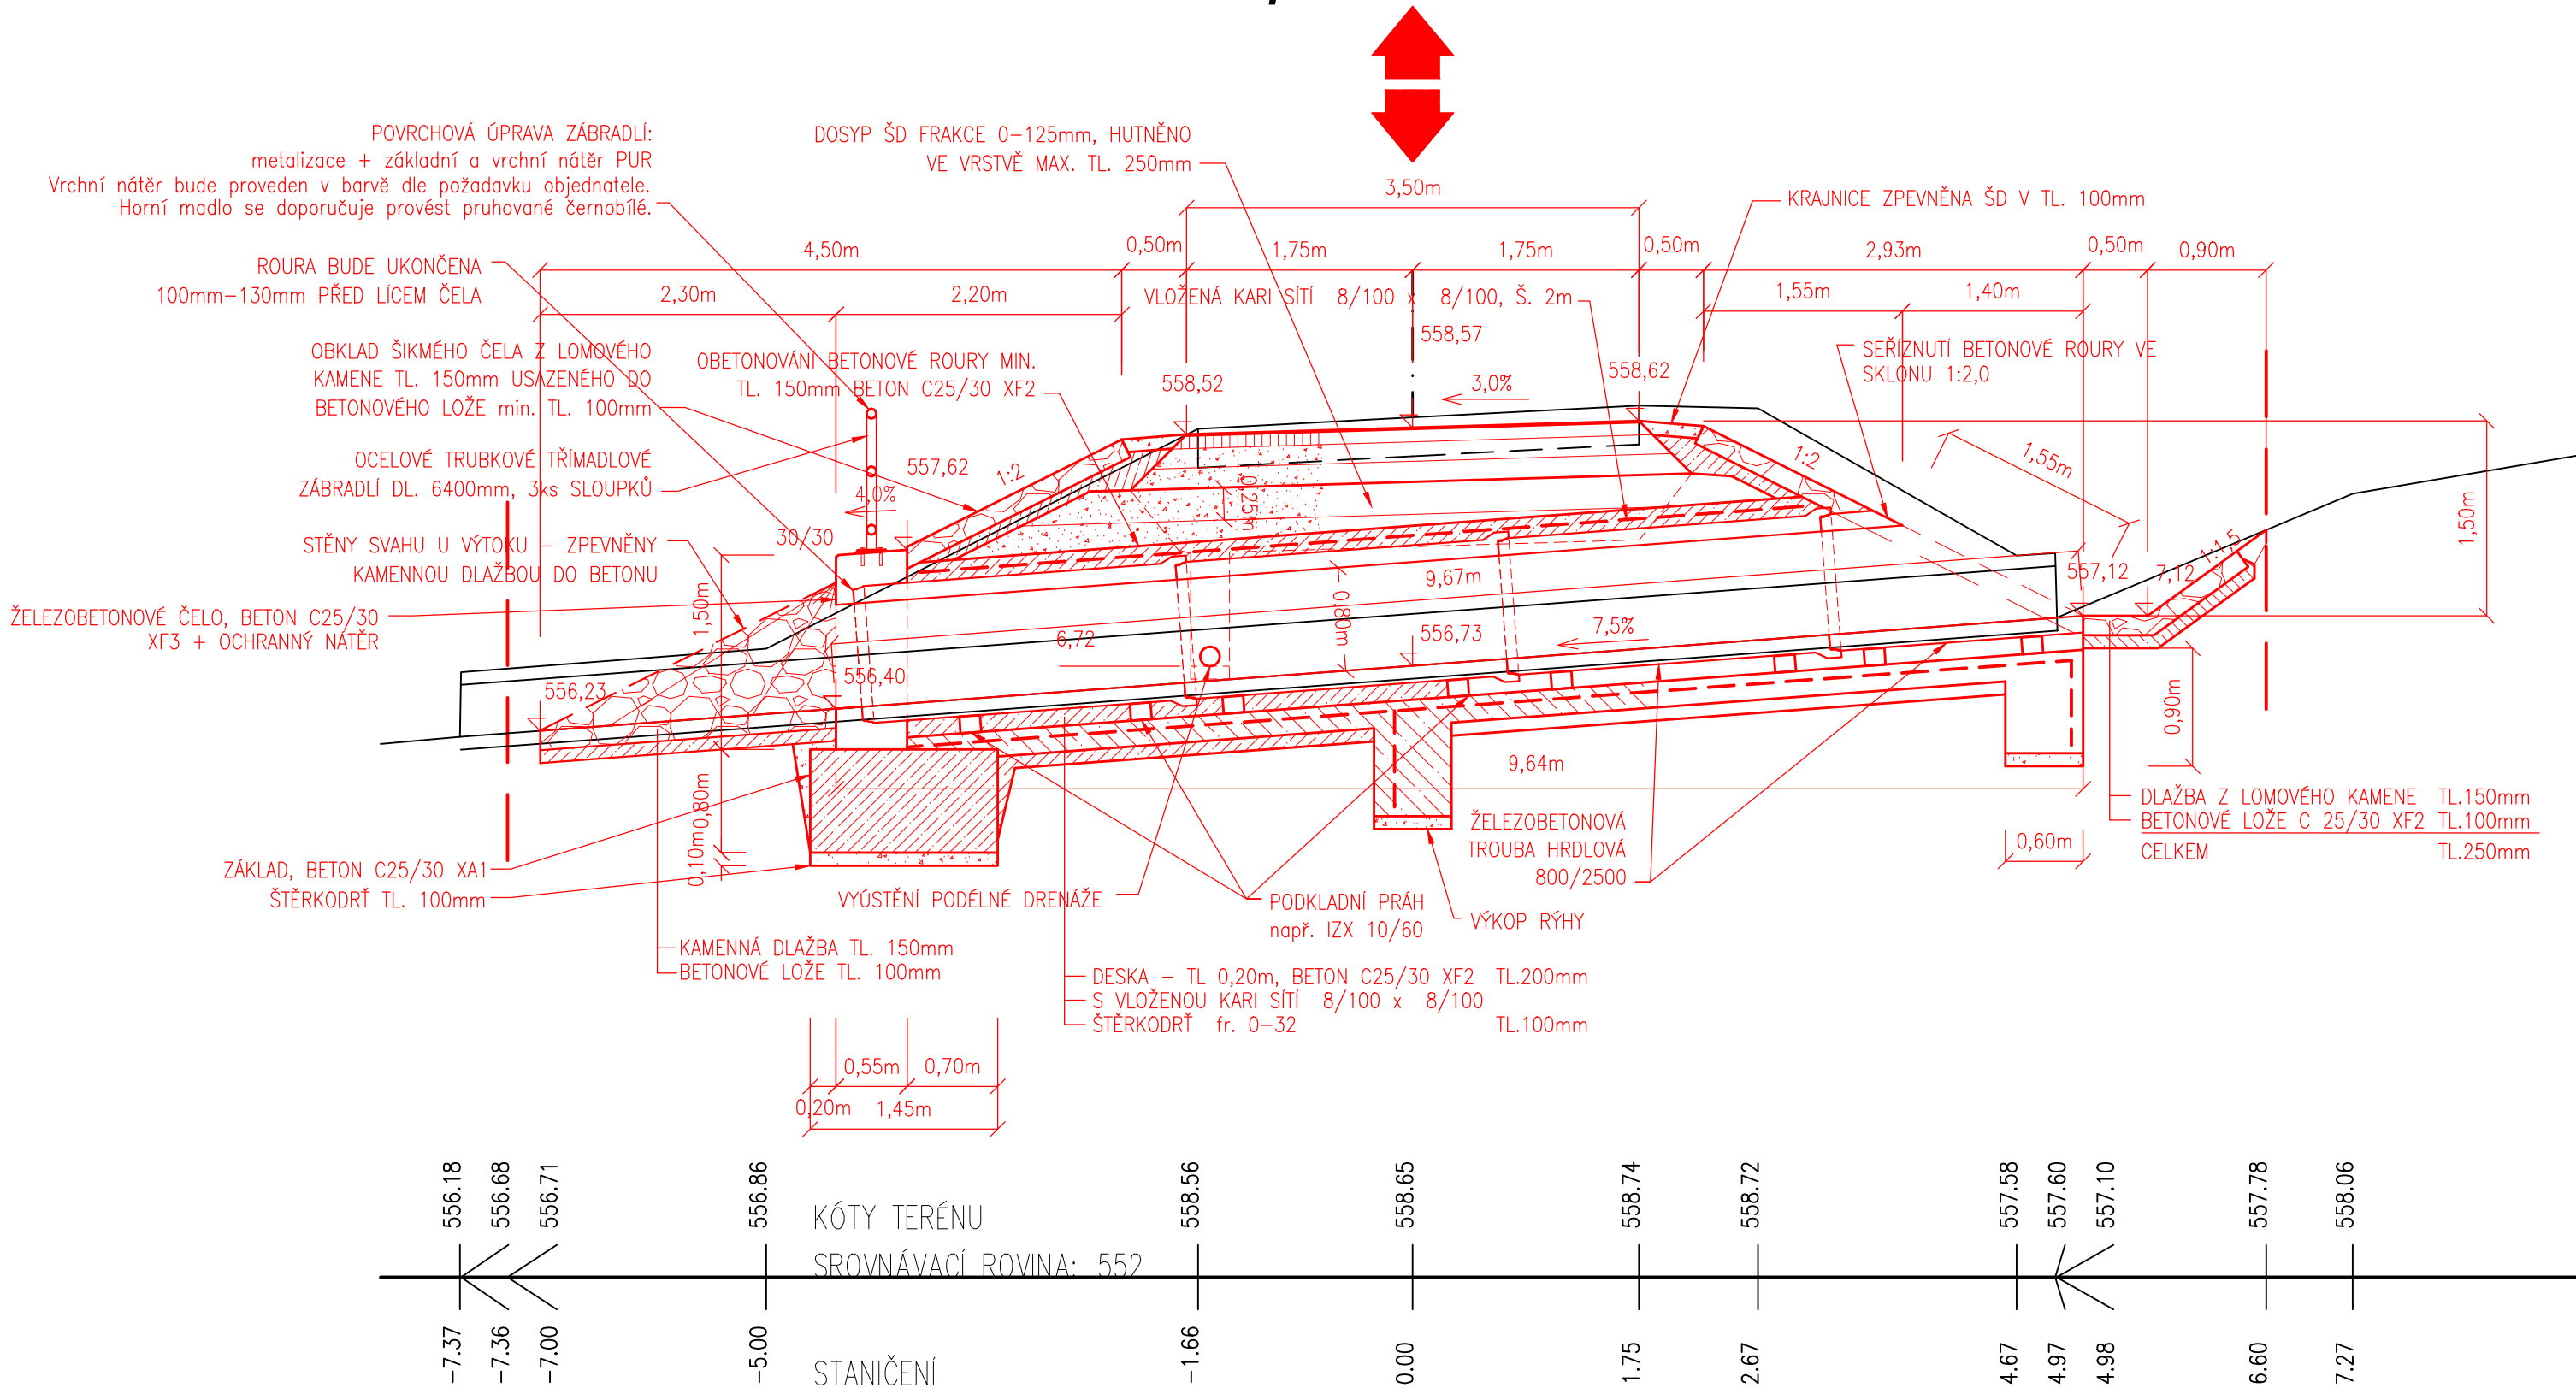 POVRCHOVÁ ÚPRAVA ZÁBRADLÍ:
metalizace + základní a vrchní nátěr PUR
Vrchní nátěr bude proveden v barvě dle požadavku objednatele.
Horní madlo se doporučuje provést pruhované černobílé.
DOSYP ŠD FRAKCE 0-125mm, HUTNĚNO
VE VRSTVĚ MAX. TL. 250mm
3,50m
KRAJNICE ZPEVNĚNA ŠD V TL. 100mm
4,50m
0,50m
1,75m
1,75m
0,50m
2,93m
0,50m
0,90m
ROURA BUDE UKONČENA
100mm-130mm PŘED LÍCEM ČELA
2,30m
2,20m
VLOŽENÁ KARI SÍTÍ 8/100 x 8/100, Š. 2m
1,55m
1,40m
558,57
OBKLAD ŠIKMÉHO ČELA Z LOMOVÉHO
KAMENE TL. 150mm USAZENÉHO DO
BETONOVÉHO LOŽE min. TL. 100mm
OBETONOVÁNÍ BETONOVÉ ROURY MIN.
TL. 150mm BETON C25/30 XF2
558,52
3,0%
558,62
SEŘÍZNUTÍ BETONOVÉ ROURY VE
SKLONU 1:2,0
OCELOVÉ TRUBKOVÉ TŘÍMADLOVÉ
ZÁBRADLÍ DL. 6400mm, 3ks SLOUPKŮ
557,62
1:2
4,0%
0,25m
1:2
1,55m
1,50m
30/30
STĚNY SVAHU U VÝTOKU - ZPEVNĚNY
KAMENNOU DLAŽBOU DO BETONU
1:1,5
557,12
7,12
9,67m
0,80m
1,50m
ŽELEZOBETONOVÉ ČELO, BETON C25/30
XF3 + OCHRANNÝ NÁTĚR
6,72
556,73
7,5%
556,23
556,40
0,90m
9,64m
0,80m
0,10m
DLAŽBA Z LOMOVÉHO KAMENE TL.150mm
BETONOVÉ LOŽE C 25/30 XF2 TL.100mm
CELKEM TL.250mm
0,60m
ŽELEZOBETONOVÁ
TROUBA HRDLOVÁ
800/2500
ZÁKLAD, BETON C25/30 XA1
ŠTĚRKODRŤ TL. 100mm
VYÚSTĚNÍ PODÉLNÉ DRENÁŽE
PODKLADNÍ PRÁH
např. IZX 10/60
VÝKOP RÝHY
KAMENNÁ DLAŽBA TL. 150mm
BETONOVÉ LOŽE TL. 100mm
DESKA - TL 0,20m, BETON C25/30 XF2 TL.200mm
S VLOŽENOU KARI SÍTÍ 8/100 x 8/100
ŠTĚRKODRŤ fr. 0-32 TL.100mm
0,55m
0,70m
0,20m
1,45m
556.18
556.68
556.71
556.86
KÓTY TERÉNU
558.56
558.65
558.74
558.72
557.58
557.60
557.10
557.78
558.06
SROVNÁVACÍ ROVINA: 552
-7.37
-7.36
-7.00
-5.00
STANIČENÍ
-1.66
0.00
1.75
2.67
4.67
4.97
4.98
6.60
7.27